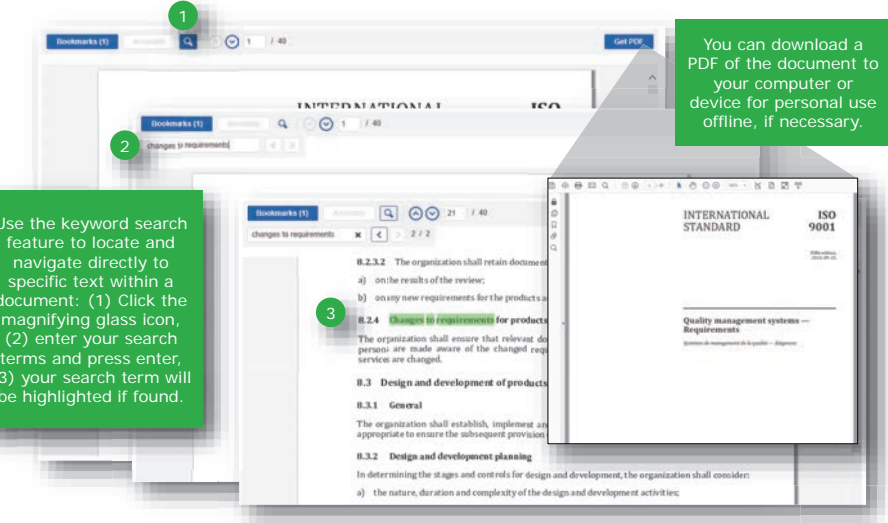 1
Bookmarks (1)
1 / 40
Get PDF
You can download a
PDF of the document to
your computer or
device for personal use
offline, if necessary.
INTERNATIONAL ISO
Bookmarks (1)
1 / 40
2
changes to requirements
Use the keyword search
feature to locate and
navigate directly to
specific text within a
document: (1) Click the
magnifying glass icon,
(2) enter your search
terms and press enter,
(3) your search term will
be highlighted if found.
Bookmarks (1)
21 / 40
changes to requirements x < > 2 / 2
8.2.3.2 The organization shall retain document
a) on the results of the review;
b) on any new requirements for the products a
3
8.2.4 Changes to requirements for products
The organization shall ensure that relevant do
persons are made aware of the changed requ
services are changed.
8.3 Design and development of products
8.3.1 General
The organization shall establish, implement an
appropriate to ensure the subsequent provision
8.3.2 Design and development planning
In determining the stages and controls for design and development, the organization shall consider:
a) the nature, duration and complexity of the design and development activities;
INTERNATIONAL
STANDARD
ISO
9001
Quality management systems —
Requirements
Systèmes de management de la qualité — Exigences